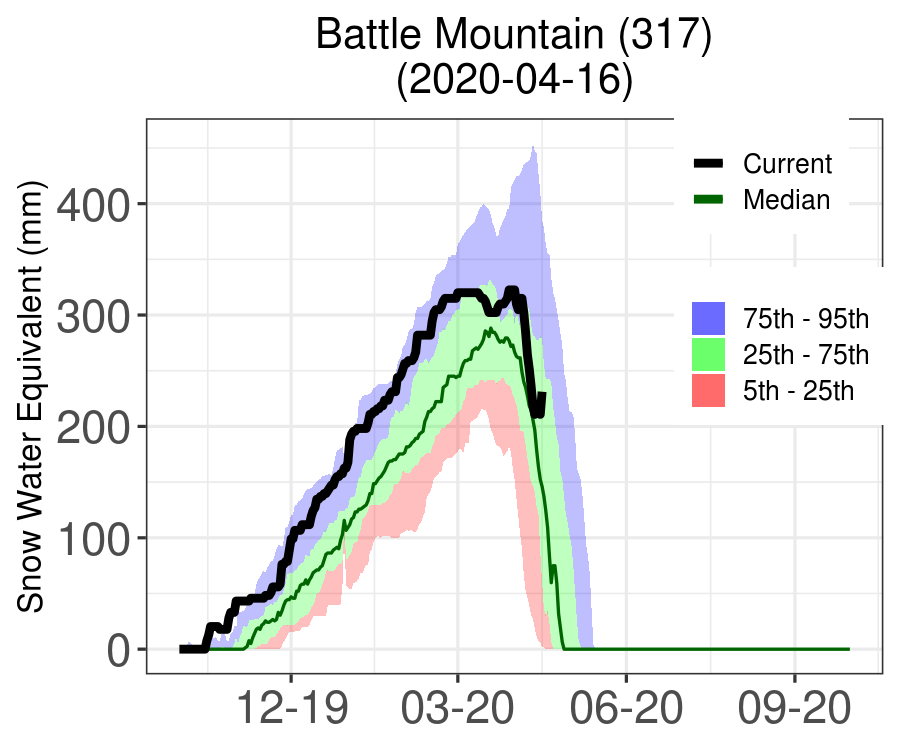 Battle Mountain (317)
(2020-04-16)
Snow Water Equivalent (mm)
400
300
200
100
0
12-19
03-20
06-20
09-20
Current
Median
75th - 95th
25th - 75th
5th - 25th